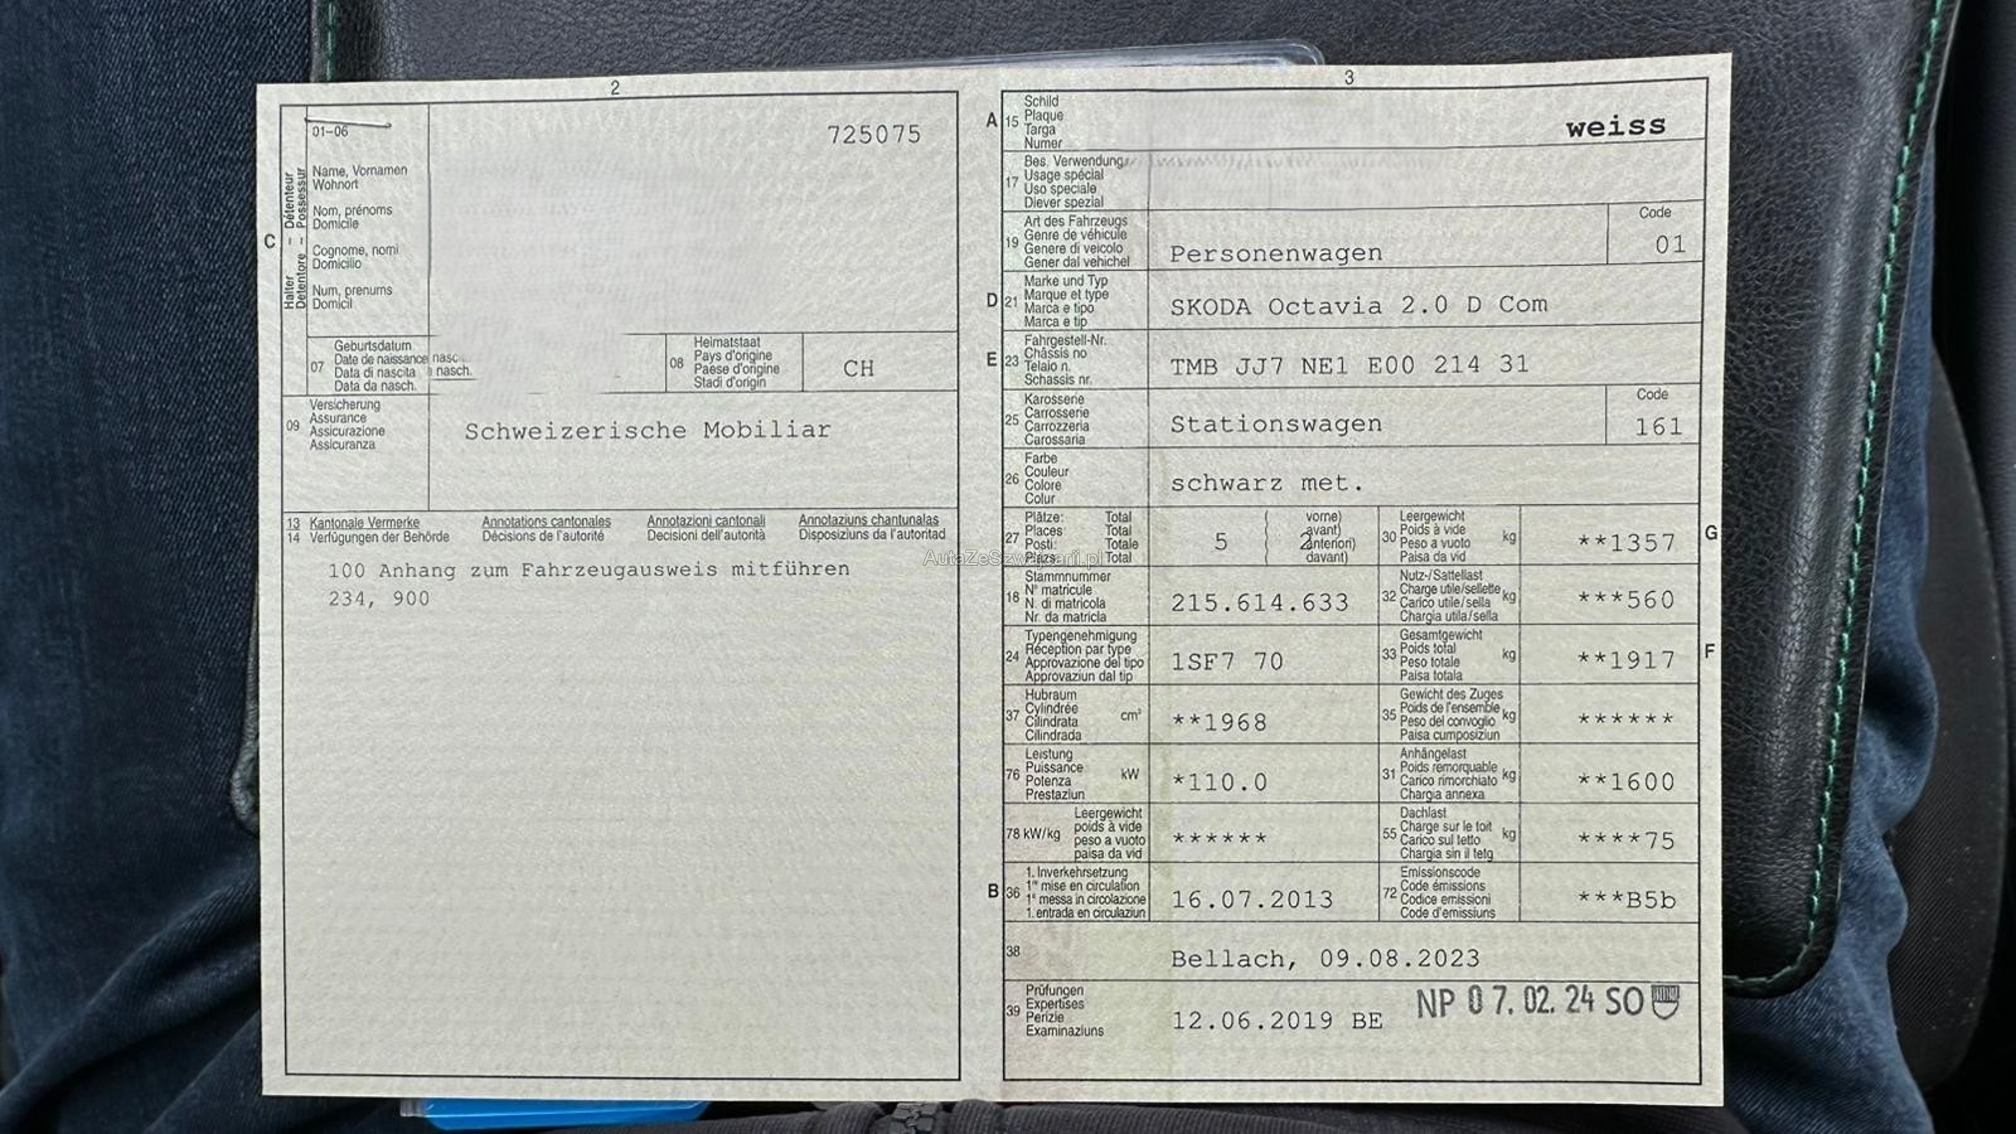 2
01-06
725075
C
Halter – Détenteur
Detentore – Possessur
Name, Vornamen
Wohnort
Nom, prénoms
Domicile
Cognome, nomi
Domicilio
Num, prenums
Domicil
07
Geburtsdatum
Date de naissance
Data di nascita
Data da nasch.
nasc
nasch.
08
Heimatstaat
Pays d'origine
Paese d'origine
Stadi d'origin
CH
09
Versicherung
Assurance
Assicurazione
Assicuranza
Schweizerische Mobiliar
13 Kantonale Vermerke Annotations cantonales Annotazioni cantonali Annotaziuns chantunalas
14 Verfügungen der Behörde Décisions de l'autorité Decisioni dell'autorità Disposiziuns da l'autoritad
100 Anhang zum Fahrzeugausweis mitführen
234, 900
3
A 15
Schild
Plaque
Targa
Numer
weiss
17
Bes. Verwendung
Usage spécial
Uso speciale
Diever spezial
19
Art des Fahrzeugs
Genre de véhicule
Genere di veicolo
Gener dal vehichel
Personenwagen
Code
01
D 21
Marke und Typ
Marque et type
Marca e tipo
Marca e tip
SKODA Octavia 2.0 D Com
E 23
Fahrgestell-Nr.
Châssis no
Telaio n.
Schassis nr.
TMB JJ7 NE1 E00 214 31
25
Karosserie
Carrosserie
Carrozzeria
Carossaria
Stationswagen
Code
161
26
Farbe
Couleur
Colore
Colur
schwarz met.
27
Plätze: Total
Places: Total
Posti: Totale
Plazs: Total
5
( vorne)
avant)
( anteriori)
davant)
2
30
Leergewicht
Poids à vide
Peso a vuoto
Paisa da vid
kg
**1357
G
AutaZeSzwajcarii.pl
18
Stammnummer
N° matricule
N. di matricola
Nr. da matricla
215.614.633
32
Nutz-/Sattellast
Charge utile/sellette
Carico utile/sella
Chargia utila/sella
kg
***560
24
Typengenehmigung
Réception par type
Approvazione del tipo
Approvaziun dal tip
1SF7 70
33
Gesamtgewicht
Poids total
Peso totale
Paisa totala
kg
**1917
F
37
Hubraum
Cylindrée
Cilindrata
Cilindrada
cm³
**1968
35
Gewicht des Zuges
Poids de l'ensemble
Peso del convoglio
Paisa cumposiziun
kg
******
76
Leistung
Puissance
Potenza
Prestaziun
kW
*110.0
31
Anhängelast
Poids remorquable
Carico rimorchiato
Chargia annexa
kg
**1600
78 kW/kg
Leergewicht
poids à vide
peso a vuoto
paisa da vid
******
55
Dachlast
Charge sur le toit
Carico sul tetto
Chargia sin il tetg
kg
****75
B 36
1. Inverkehrsetzung
1re mise en circulation
1a messa in circolazione
1. entrada en circulaziun
16.07.2013
72
Emissionscode
Code émissions
Codice emissioni
Code d'emissiuns
***B5b
38
Bellach, 09.08.2023
39
Prüfungen
Expertises
Perizie
Examinaziuns
12.06.2019 BE
NP 07.02.24 SO